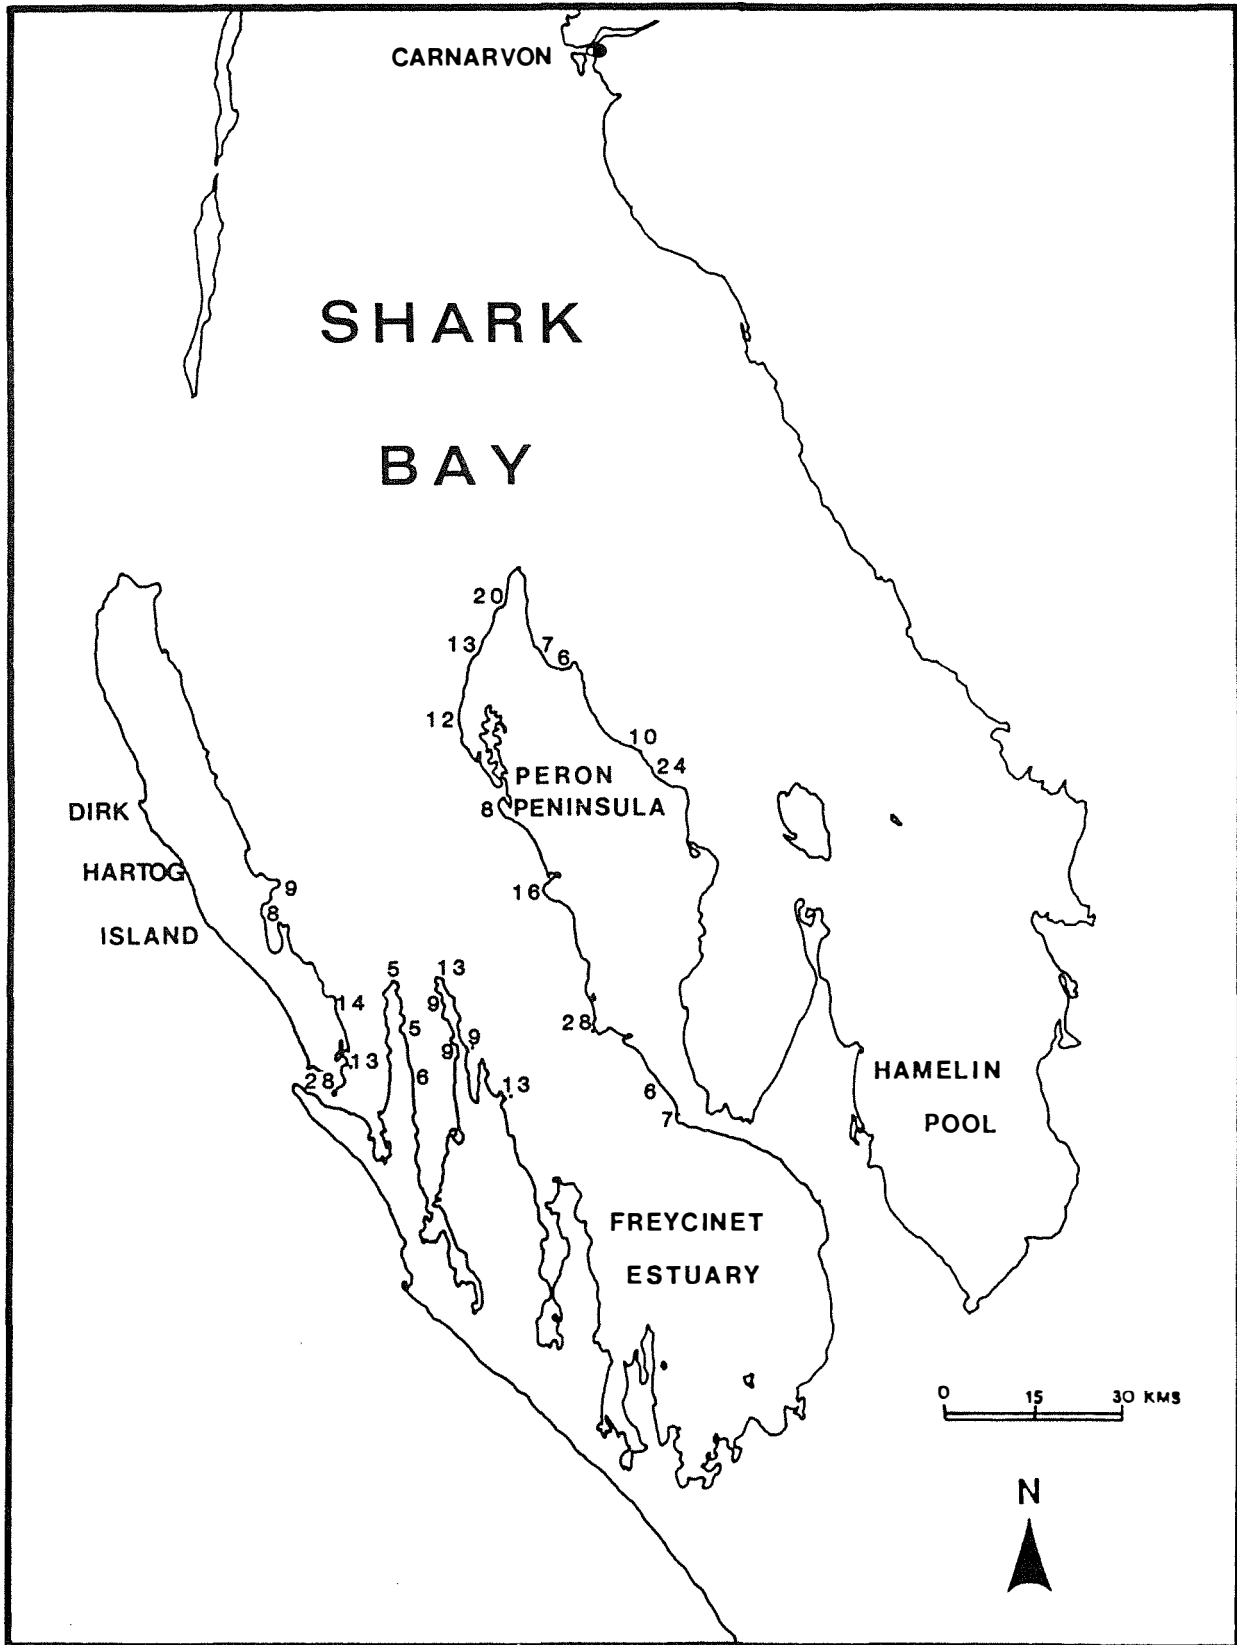 CARNARVON
SHARK
BAY
20
13
7
6
12
10
24
PERON
8 PENINSULA
DIRK
HARTOG
9
16
8
ISLAND
5
13
14
9
28
5
9
9
13
28
6
13
6
7
HAMELIN
POOL
FREYCINET
ESTUARY
0 15 30 KMS
N